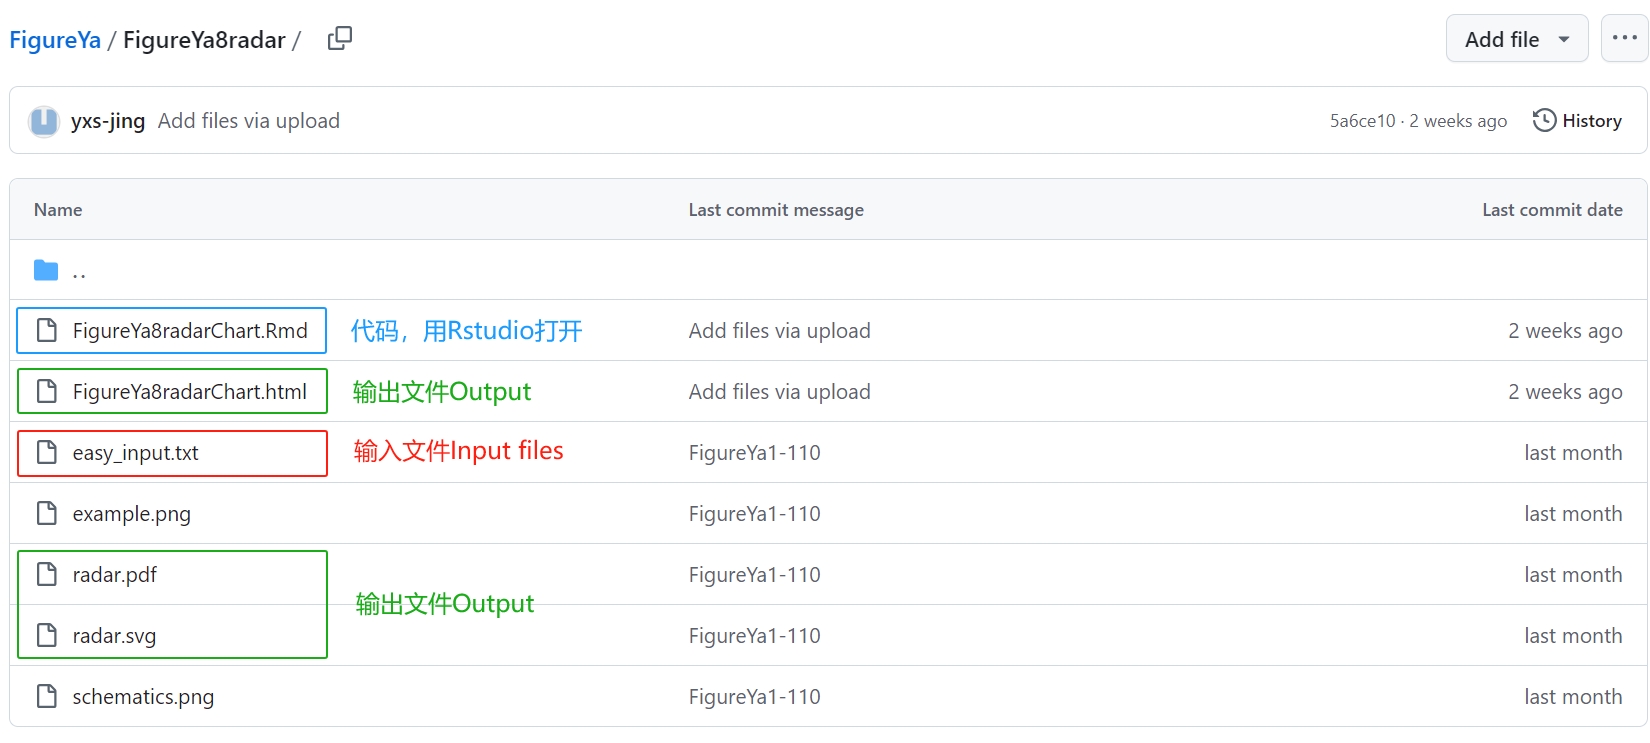 FigureYa / FigureYa8radar /
Add file
yxs-jing Add files via upload
5a6ce10 · 2 weeks ago
History
Name Last commit message Last commit date
..
FigureYa8radarChart.Rmd 代码，用Rstudio打开 Add files via upload 2 weeks ago
FigureYa8radarChart.html 输出文件Output Add files via upload 2 weeks ago
easy_input.txt 输入文件Input files FigureYa1-110 last month
example.png FigureYa1-110 last month
radar.pdf FigureYa1-110 last month
输出文件Output
radar.svg FigureYa1-110 last month
schematics.png FigureYa1-110 last month